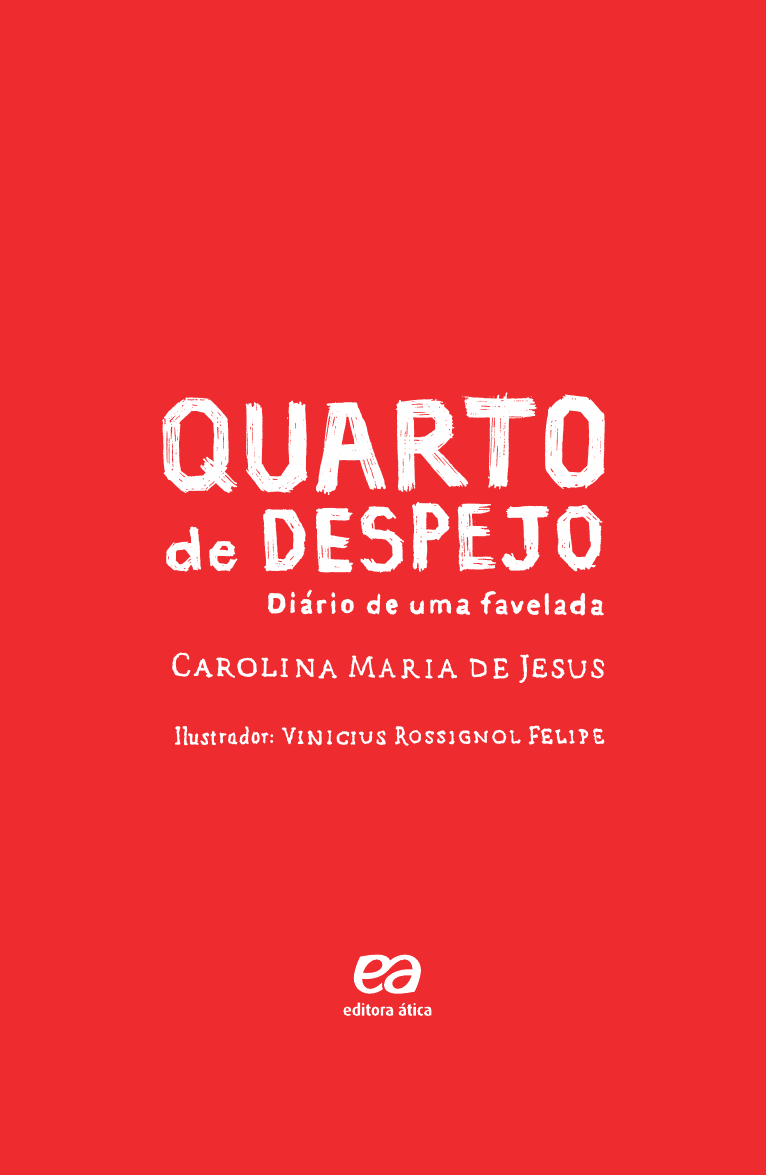 QUARTO
de DESPEJO
Diário de uma favelada
CAROLINA MARIA DE JESUS
Ilustrador: VINICIUS ROSSIGNOL FELIPE
ea
editora ática